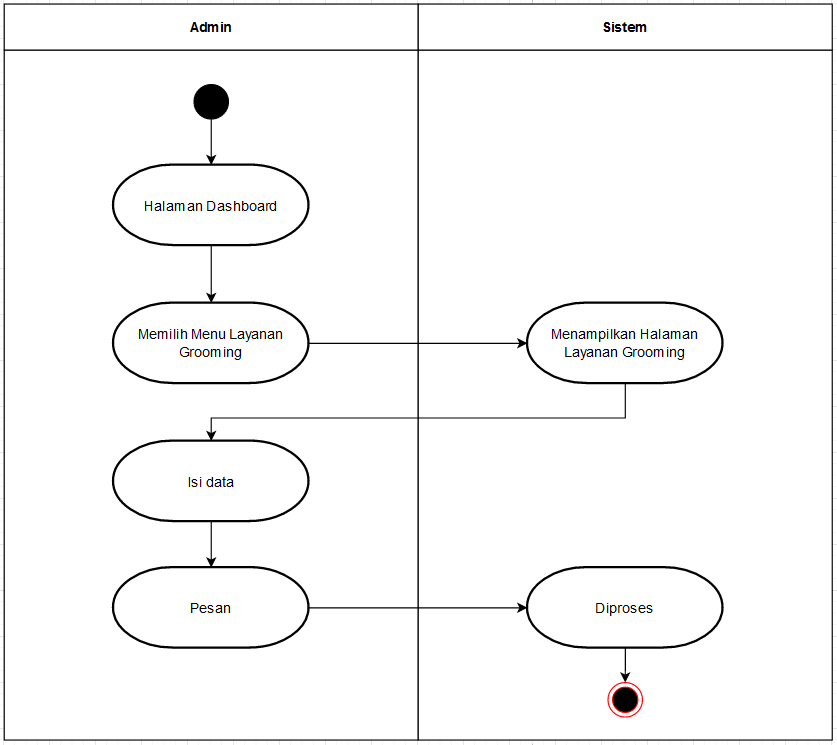 Admin
Sistem
Halaman Dashboard
Memilih Menu Layanan
Grooming
Menampilkan Halaman
Layanan Grooming
Isi data
Pesan
Diproses